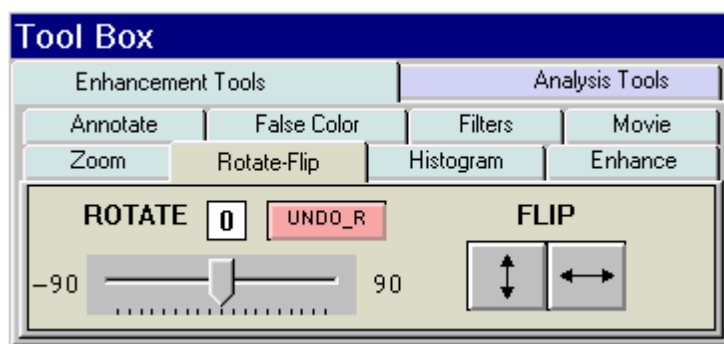 Tool Box
Enhancement Tools Analysis Tools
Annotate False Color Filters Movie
Zoom Rotate-Flip Histogram Enhance
ROTATE 0 UNDO_R FLIP
-90 90